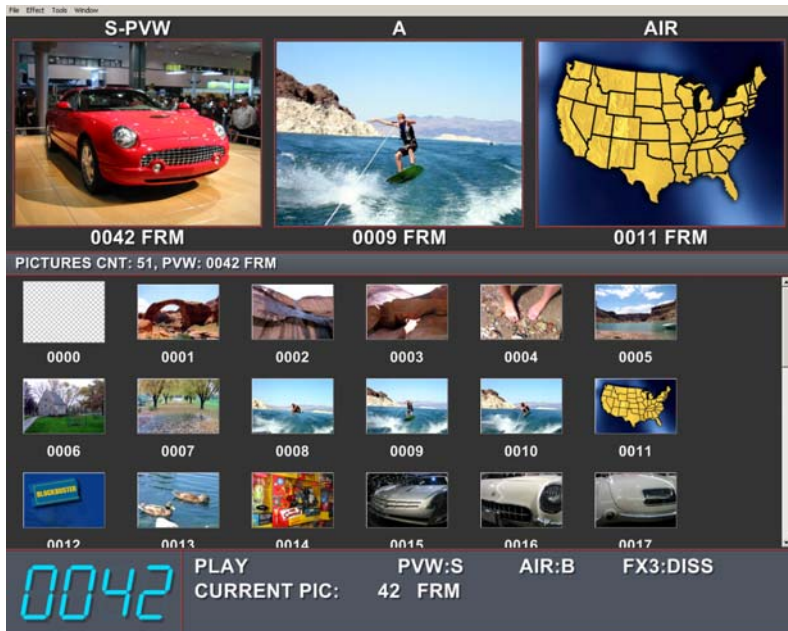 File Effect Tools Window
S-PVW A AIR
0042 FRM 0009 FRM 0011 FRM
PICTURES CNT: 51, PVW: 0042 FRM
0000 0001 0002 0003 0004 0005
0006 0007 0008 0009 0010 0011
BLOCKBUSTER
0012 0013 0014 0015 0016 0017
0042
PLAY PVW:S AIR:B FX3:DISS
CURRENT PIC: 42 FRM